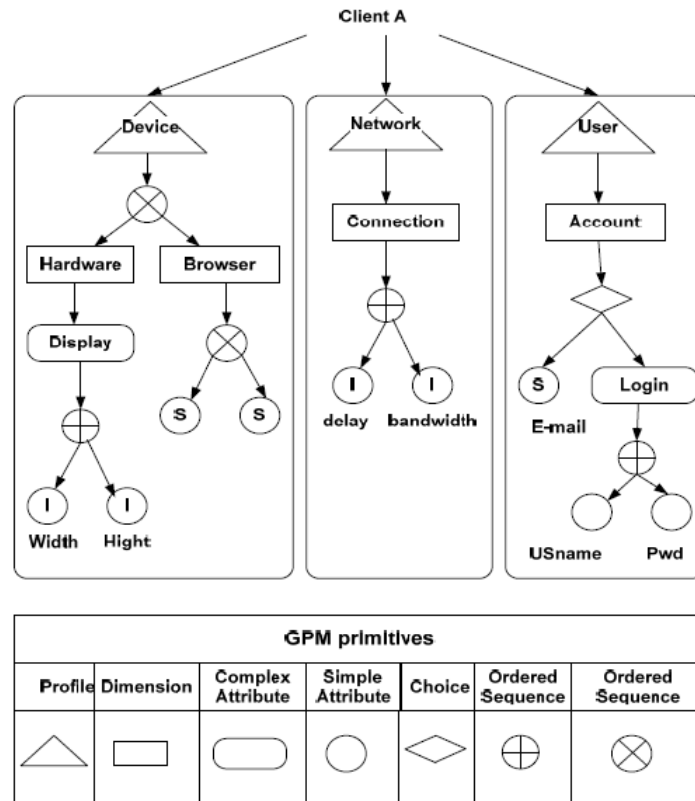 Client A
Device
Network
User
Connection
Account
Hardware
Browser
Display
Login
S
S
S
I
I
delay
bandwidth
E-mail
I
I
Width
Hight
USname
Pwd
GPM primitives
Profile
Dimension
Complex
Attribute
Simple
Attribute
Choice
Ordered
Sequence
Ordered
Sequence